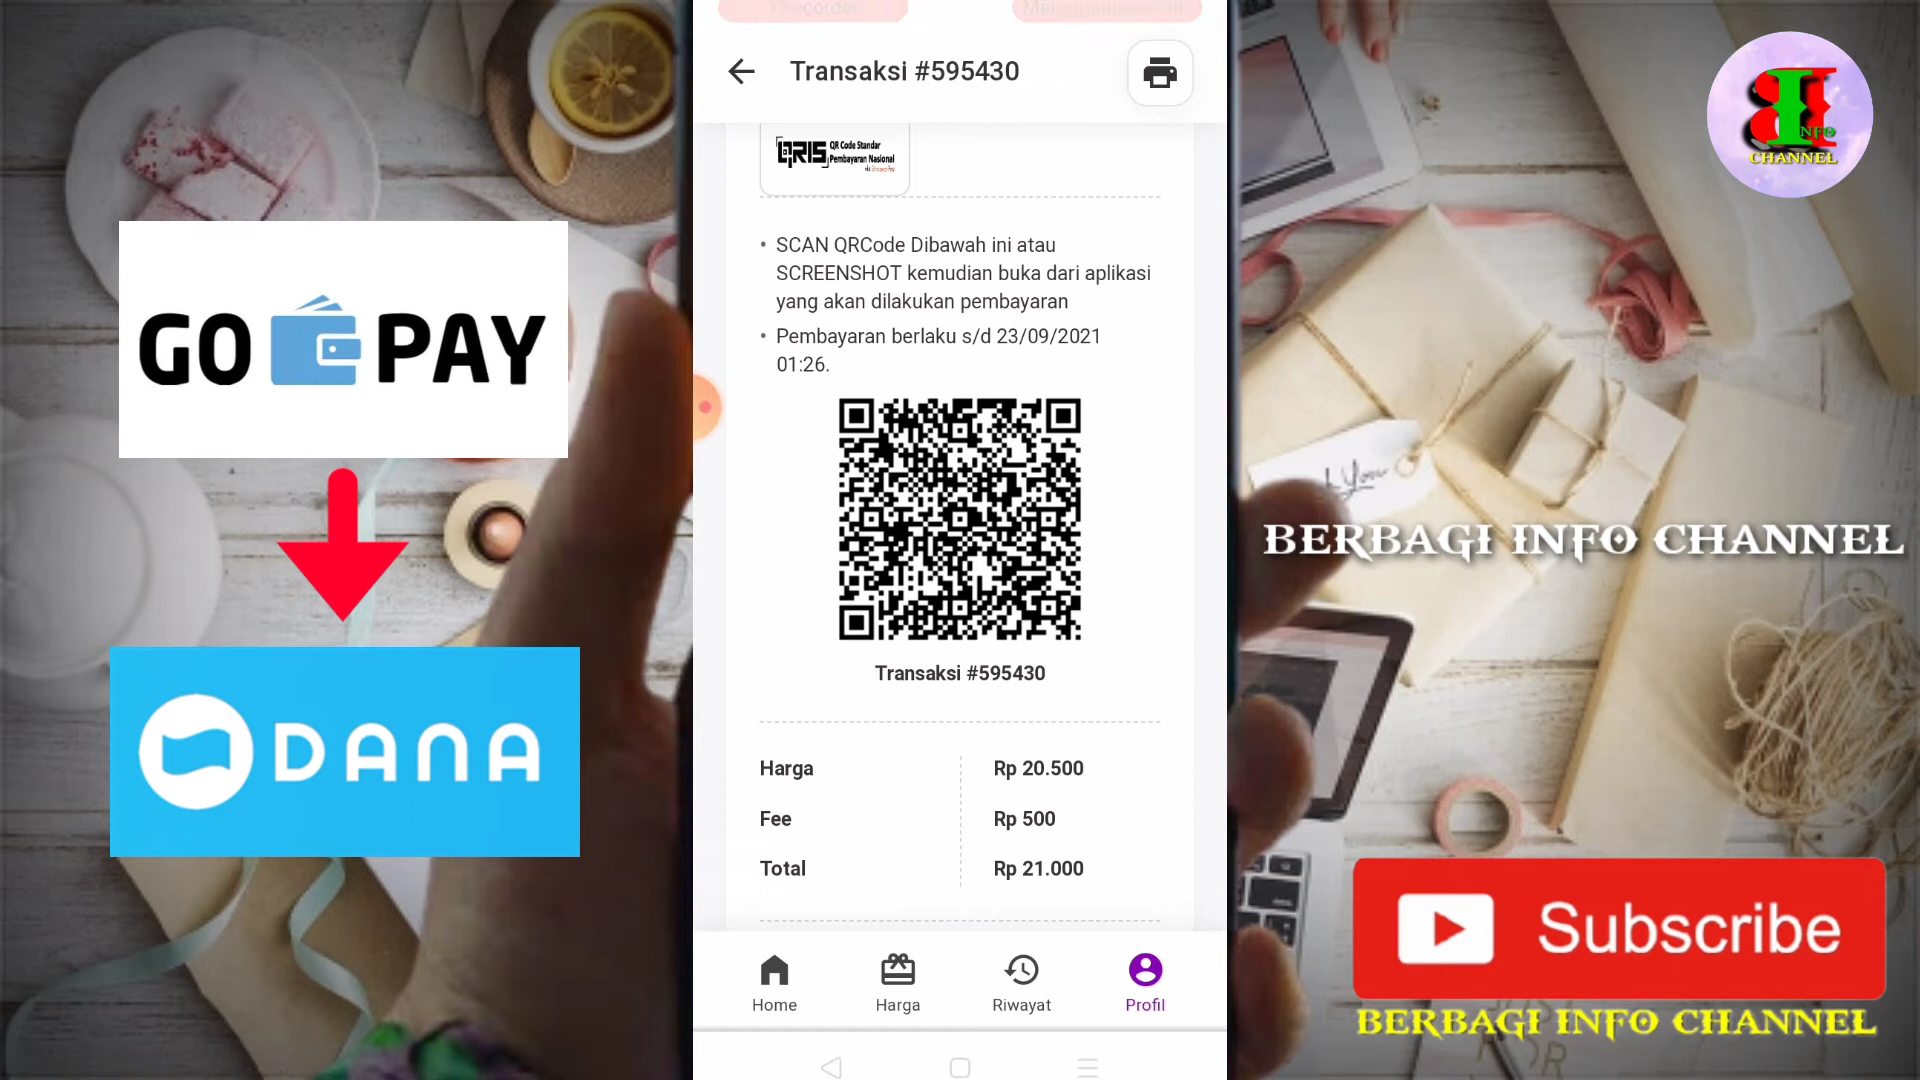 Transaksi #595430
QRIS QR Code Standar
Pembayaran Nasional
SCAN QRCode Dibawah ini atau
SCREENSHOT kemudian buka dari aplikasi
yang akan dilakukan pembayaran
Pembayaran berlaku s/d 23/09/2021
01:26.
Transaksi #595430
Harga Rp 20.500
Fee Rp 500
Total Rp 21.000
Home Harga Riwayat Profil
GO PAY
DANA
BI
INFO
CHANNEL
BERBAGI INFO CHANNEL
Subscribe
BERBAGI INFO CHANNEL